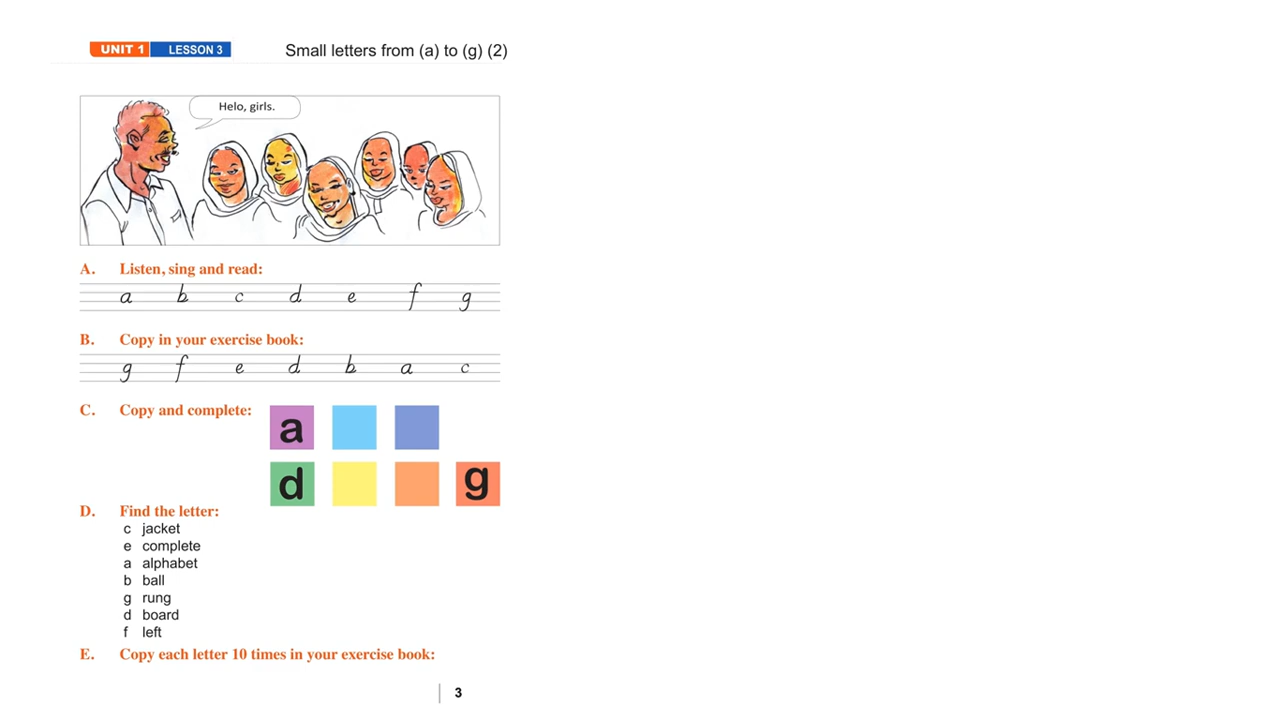 UNIT 1 LESSON 3 Small letters from (a) to (g) (2)
Helo, girls.
A. Listen, sing and read:
a b c d e f g
B. Copy in your exercise book:
g f e d b a c
C. Copy and complete:
a
d g
D. Find the letter:
c jacket
e complete
a alphabet
b ball
g rung
d board
f left
E. Copy each letter 10 times in your exercise book:
3